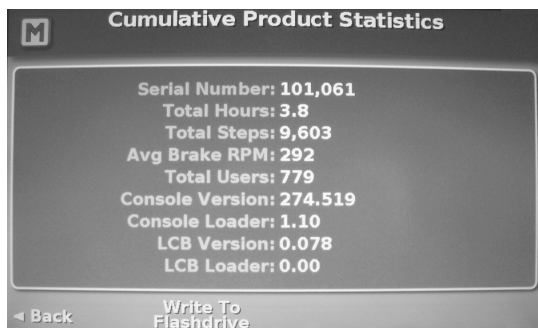 M
Cumulative Product Statistics
Serial Number: 101,061
Total Hours: 3.8
Total Steps: 9,603
Avg Brake RPM: 292
Total Users: 779
Console Version: 274.519
Console Loader: 1.10
LCB Version: 0.078
LCB Loader: 0.00
◄ Back
Write To
Flashdrive